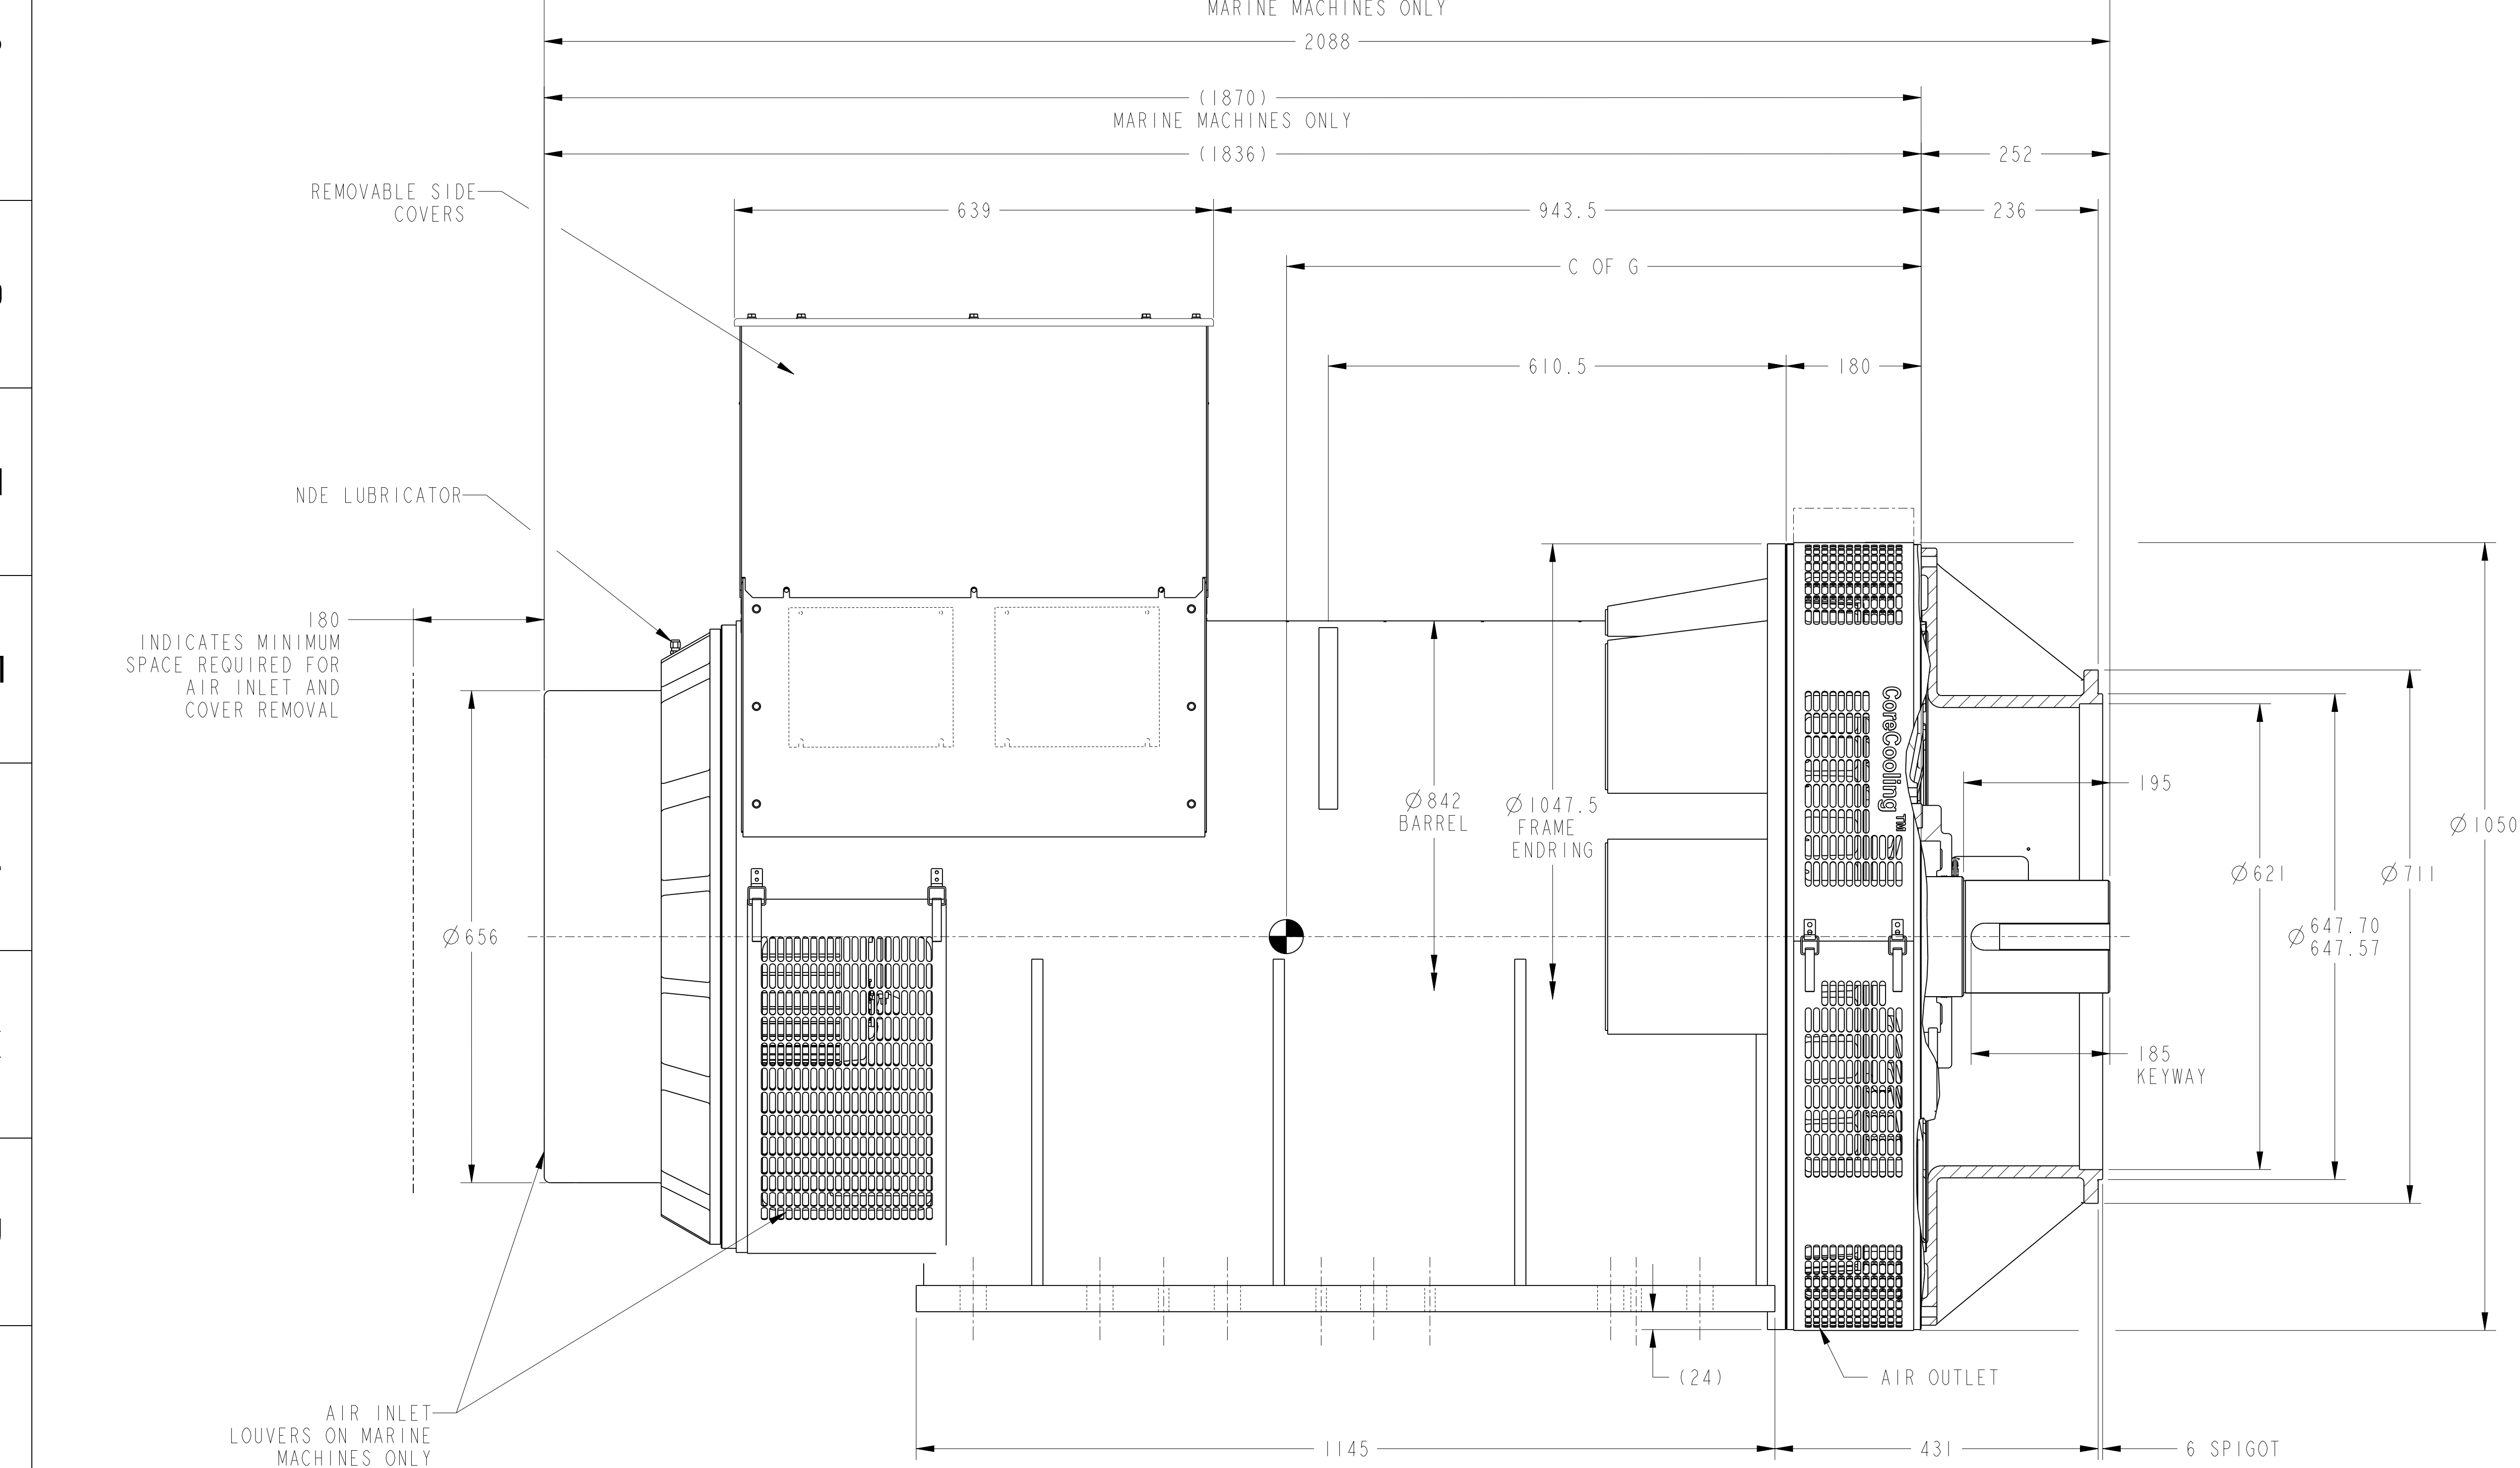 MARINE MACHINES ONLY
2088
(1870)
MARINE MACHINES ONLY
(1836)
252
REMOVABLE SIDE
COVERS
639
943.5
236
C OF G
610.5
180
NDE LUBRICATOR
180
INDICATES MINIMUM
SPACE REQUIRED FOR
AIR INLET AND
COVER REMOVAL
CoreCooling™
195
Ø842
BARREL
Ø1047.5
FRAME
ENDRING
Ø1050
Ø621
Ø711
Ø656
Ø647.70
647.57
185
KEYWAY
(24)
AIR OUTLET
AIR INLET
LOUVERS ON MARINE
MACHINES ONLY
1145
431
6 SPIGOT